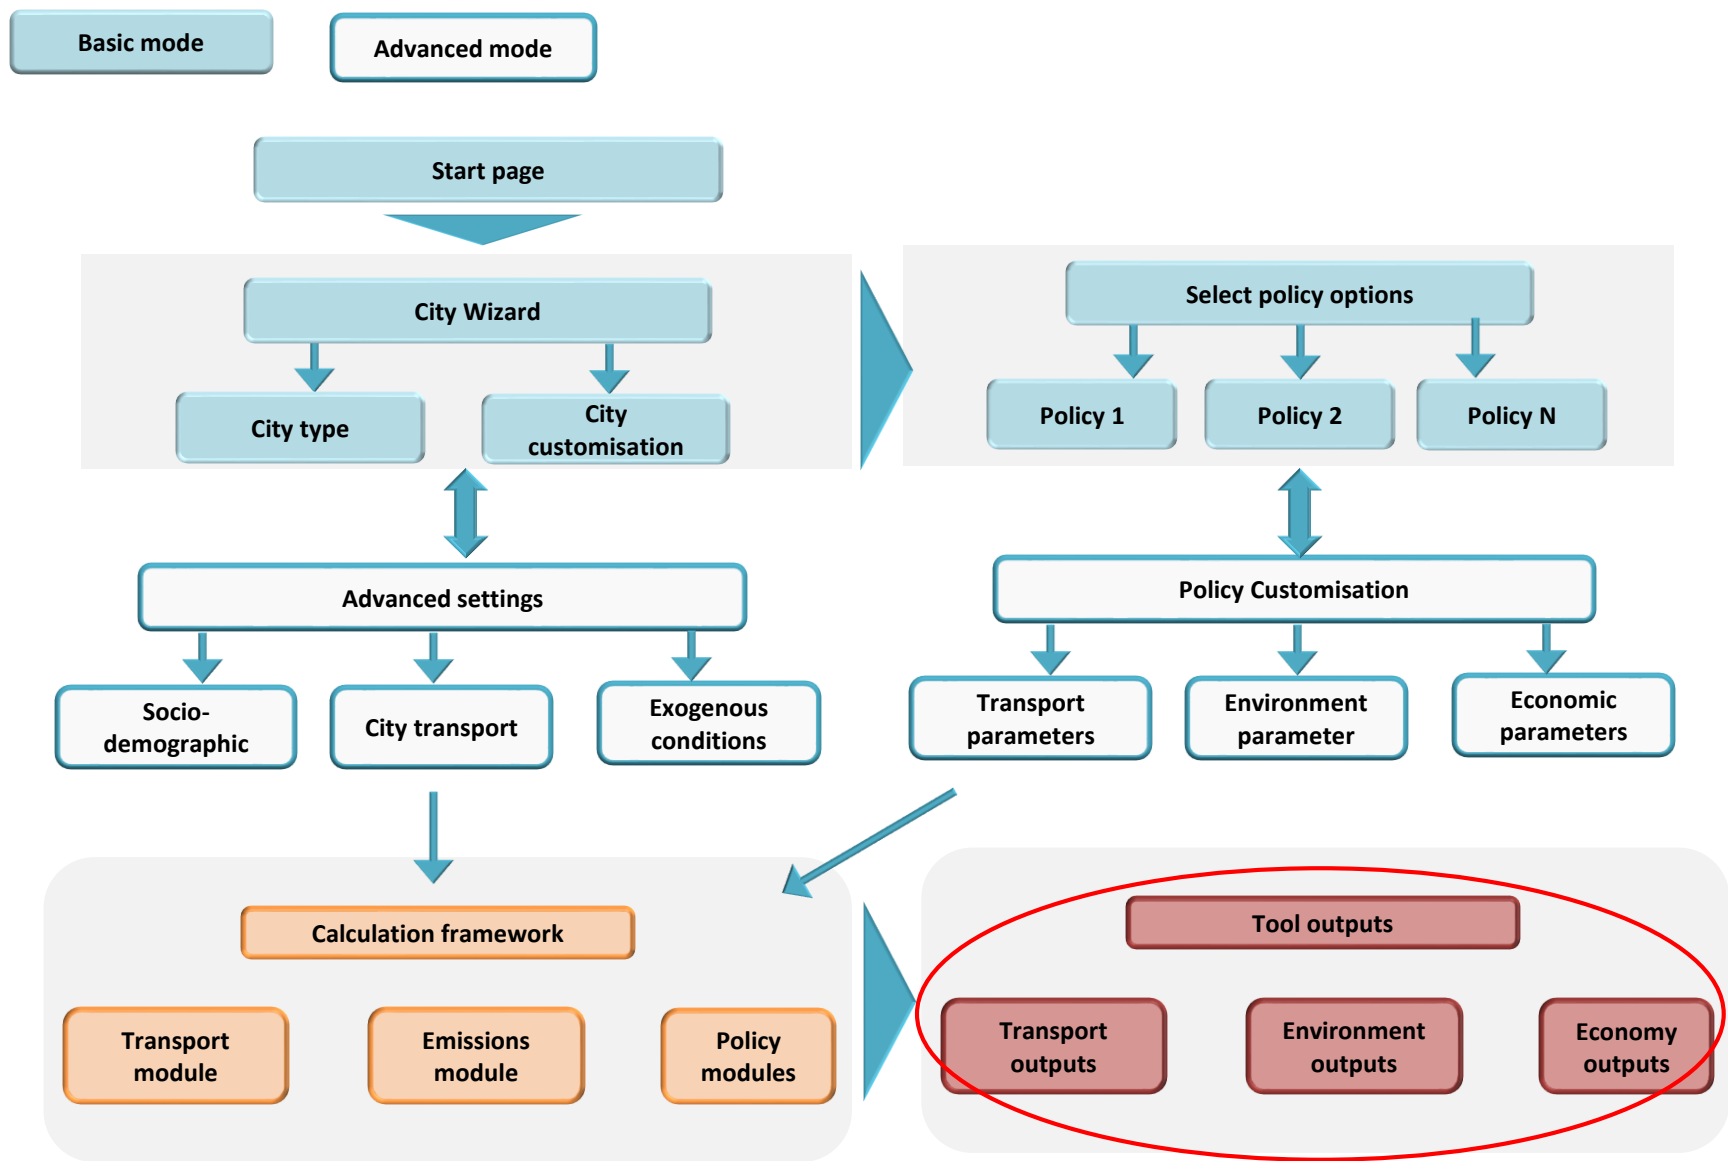 Basic mode
Advanced mode
Start page
City Wizard
City type
City
customisation
Select policy options
Policy 1
Policy 2
Policy N
Advanced settings
Socio-
demographic
City transport
Exogenous
conditions
Policy Customisation
Transport
parameters
Environment
parameter
Economic
parameters
Calculation framework
Transport
module
Emissions
module
Policy
modules
Tool outputs
Transport
outputs
Environment
outputs
Economy
outputs